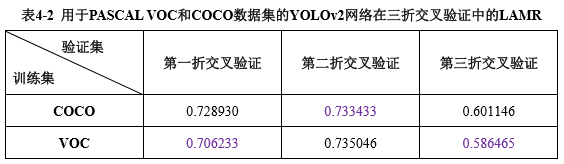 表4-2 用于PASCAL VOC和COCO数据集的YOLOv2网络在三折交叉验证中的LAMR
验证集
训练集
第一折交叉验证 第二折交叉验证 第三折交叉验证
COCO 0.728930 0.733433 0.601146
VOC 0.706233 0.735046 0.586465